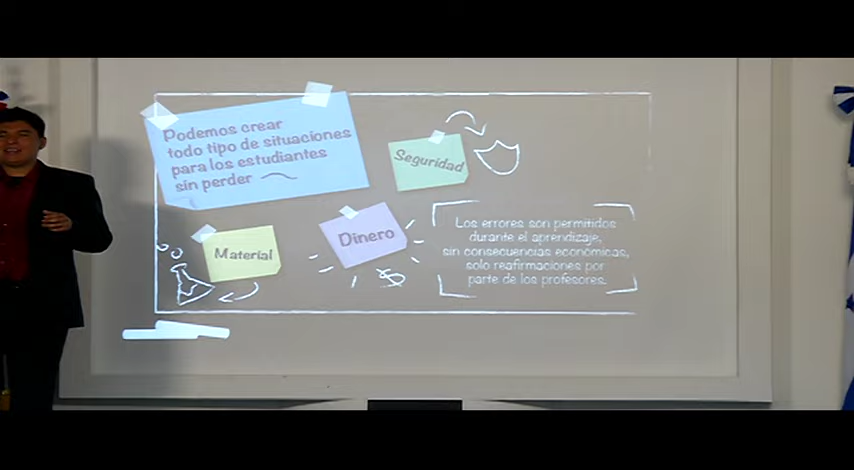 Podemos crear
todo tipo de situaciones
para los estudiantes
sin perder
Seguridad
Material
Dinero
$
Los errores son permitidos
durante el aprendizaje,
sin consecuencias económicas,
solo reafirmaciones por
parte de los profesores.